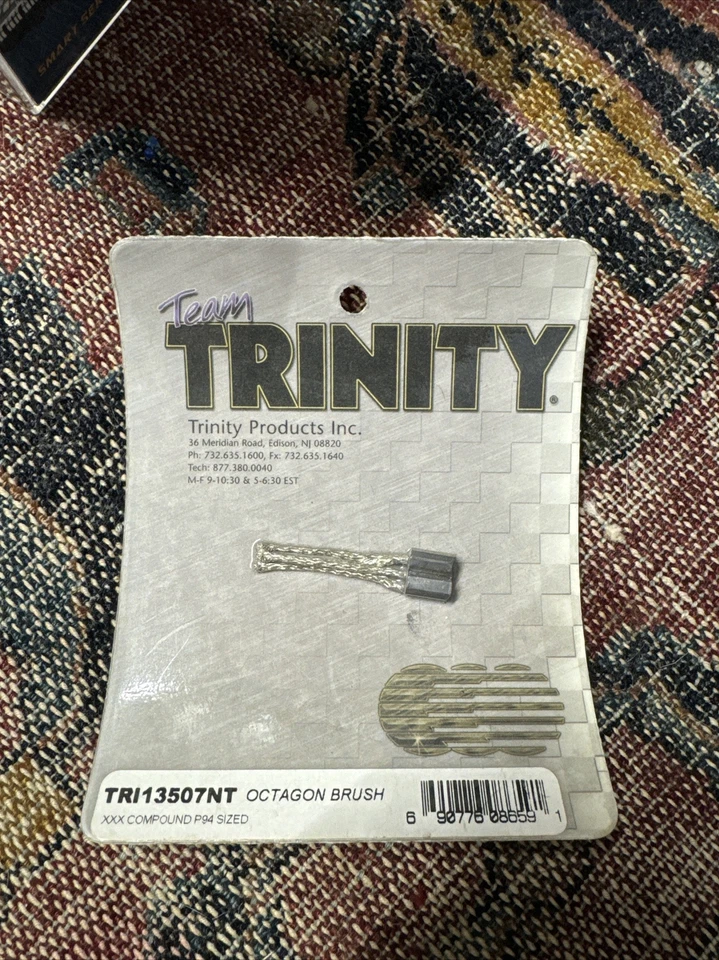 SMART SE
Team
TRINITY®
Trinity Products Inc.
36 Meridian Road, Edison, NJ 08820
Ph: 732.635.1600, Fx: 732.635.1640
Tech: 877.380.0040
M-F 9-10:30 & 5-6:30 EST
TRI13507NT OCTAGON BRUSH
XXX COMPOUND P94 SIZED
6 90776 08659 1